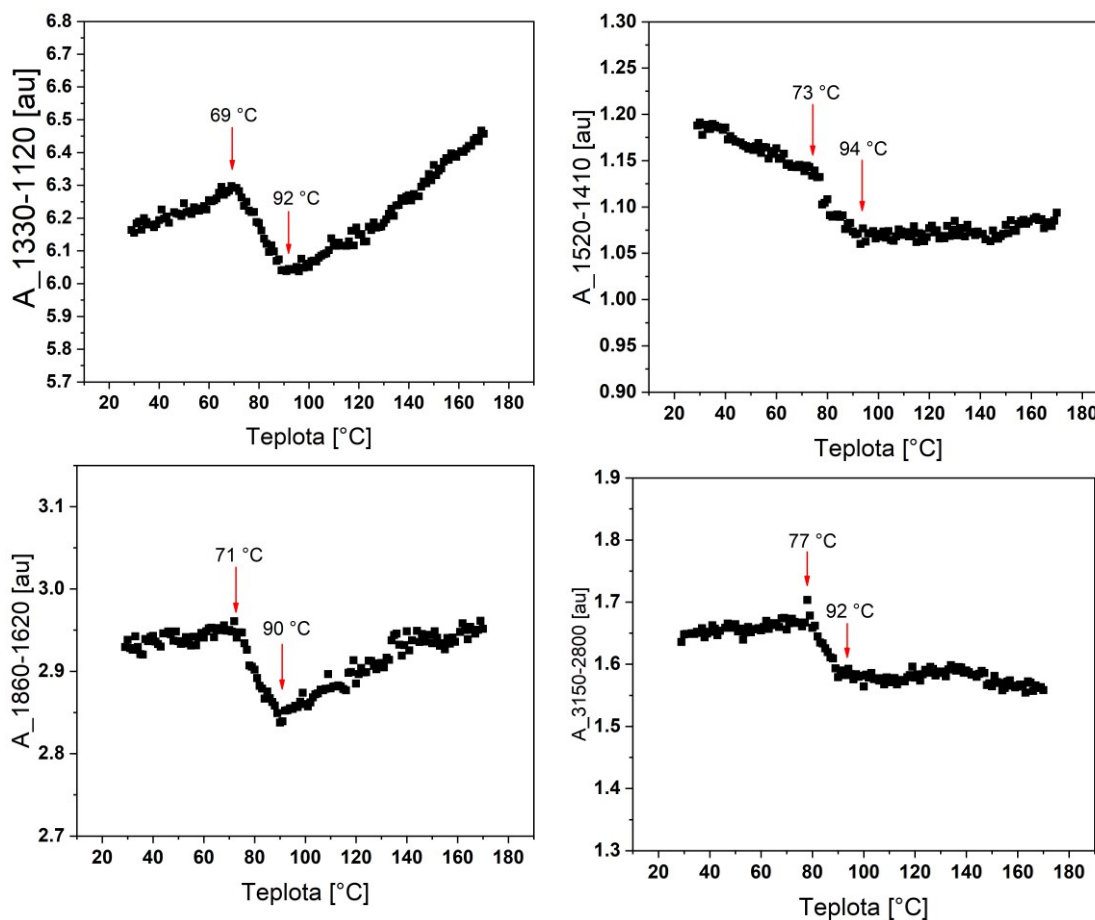 A_1330-1120 [au]
6.8
6.7
6.6
6.5
6.4
6.3
6.2
6.1
6.0
5.9
5.8
5.7
69 °C
92 °C
20 40 60 80 100 120 140 160 180
Teplota [°C]
A_1520-1410 [au]
1.30
1.25
1.20
1.15
1.10
1.05
1.00
0.95
0.90
73 °C
94 °C
20 40 60 80 100 120 140 160 180
Teplota [°C]
A_1860-1620 [au]
3.1
3.0
2.9
2.8
2.7
71 °C
90 °C
20 40 60 80 100 120 140 160 180
Teplota [°C]
A_3150-2800 [au]
1.9
1.8
1.7
1.6
1.5
1.4
1.3
77 °C
92 °C
20 40 60 80 100 120 140 160 180
Teplota [°C]